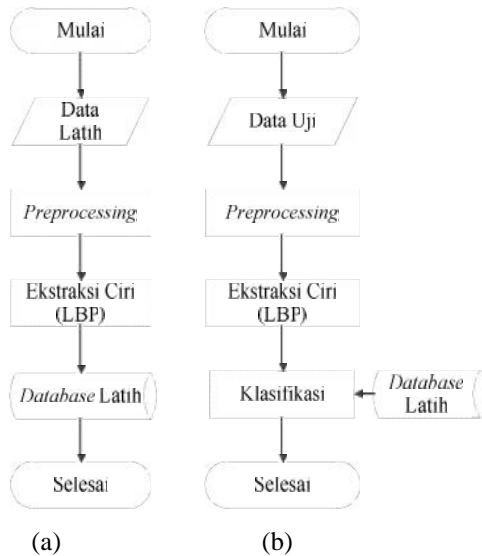 Mulai
Data
Latih
Preprocessing
Ekstraksi Ciri
(LBP)
Database Latih
Selesai
(a)
Mulai
Data Uji
Preprocessing
Ekstraksi Ciri
(LBP)
Klasifikasi
Database
Latih
Selesai
(b)